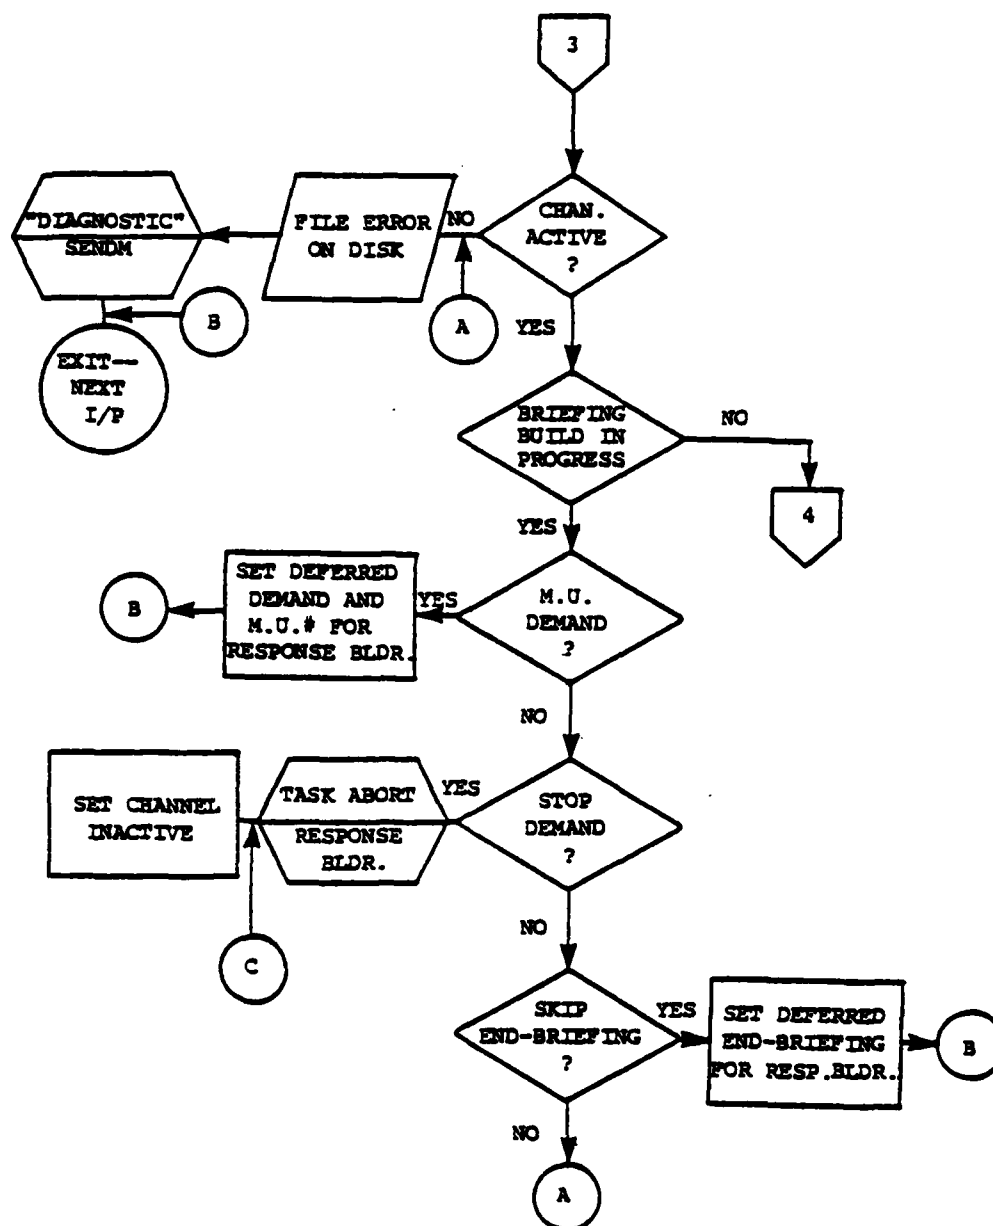 3
CHAN.
ACTIVE
?
NO
FILE ERROR
ON DISK
"DIAGNOSTIC"
SENDM
B
A
EXIT--
NEXT
I/P
YES
BRIEFING
BUILD IN
PROGRESS
NO
4
YES
M.U.
DEMAND
?
YES
SET DEFERRED
DEMAND AND
M.U.# FOR
RESPONSE BLDR.
B
NO
STOP
DEMAND
?
YES
TASK ABORT
RESPONSE
BLDR.
SET CHANNEL
INACTIVE
C
NO
SKIP
END-BRIEFING
?
YES
SET DEFERRED
END-BRIEFING
FOR RESP.BLDR.
B
NO
A